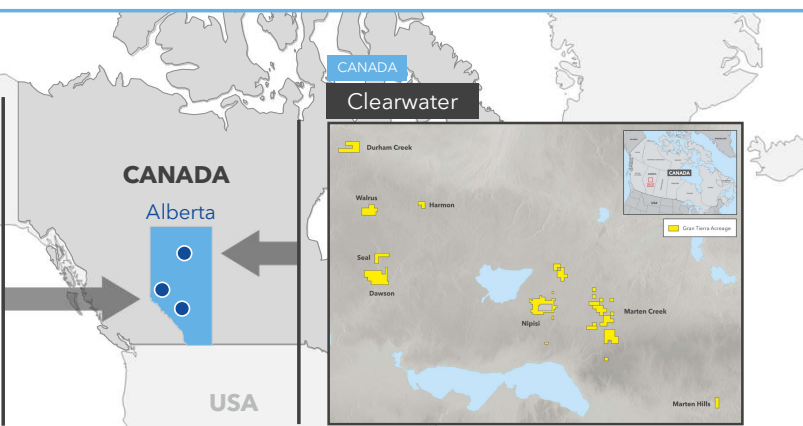 CANADA
Clearwater
CANADA
Alberta
USA
Durham Creek
Walrus
Harmon
Seal
Dawson
Nipisi
Marten Creek
Marten Hills
CANADA
Gran Tierra Acreage